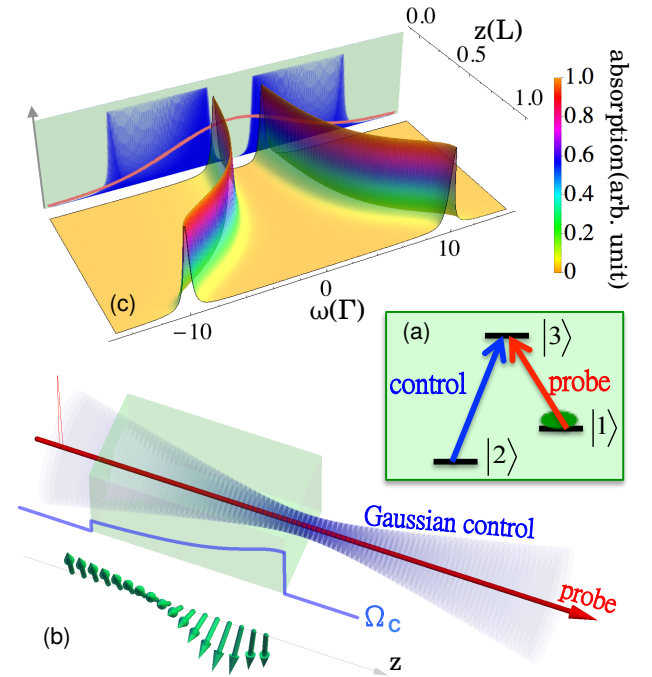 0.0
z(L)
0.5
1.0
absorption(arb. unit)
1.0
0.8
0.6
0.4
0.2
0
10
0
−10
ω(Γ)
(c)
(a)
|3⟩
control
probe
|1⟩
|2⟩
Gaussian control
probe
Ωc
(b)
z